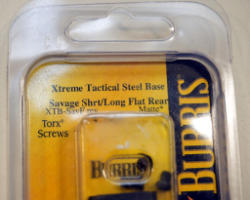 Xtreme Tactical Steel Base
Savage Shrt/Long Flat Rear
Matte
Torx®
Screws
BURRIS
BURRIS